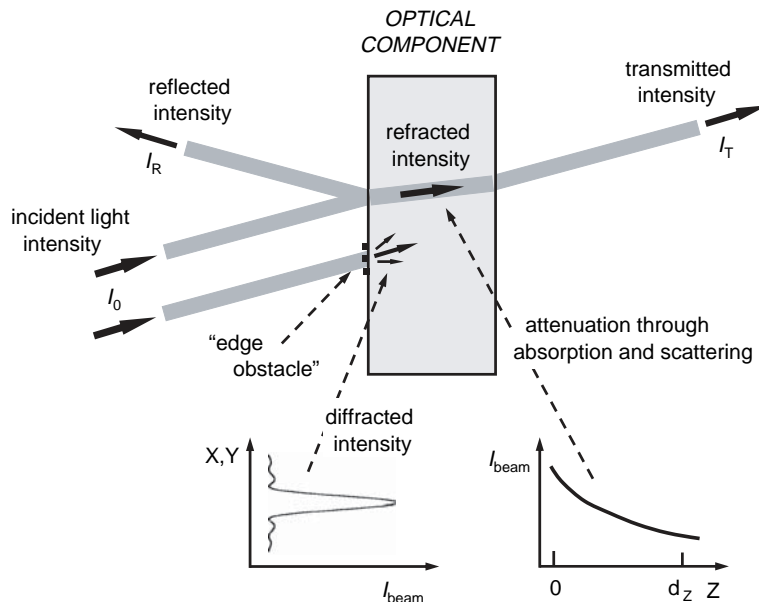 OPTICAL
COMPONENT
reflected
intensity
I_R
transmitted
intensity
I_T
refracted
intensity
incident light
intensity
I_0
“edge
obstacle”
attenuation through
absorption and scattering
diffracted
intensity
X,Y
I_beam
I_beam
0
d_Z
Z